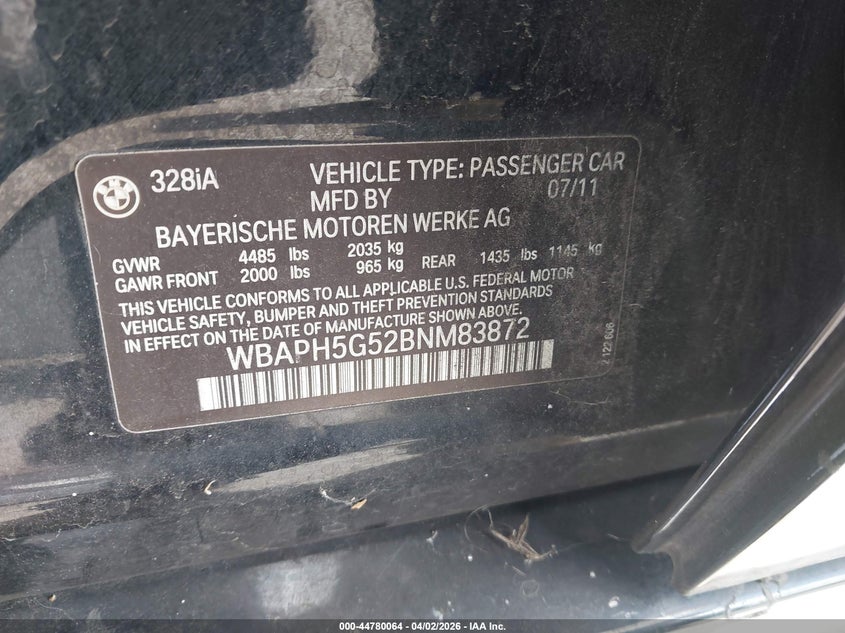 328iA VEHICLE TYPE: PASSENGER CAR
MFD BY 07/11
BAYERISCHE MOTOREN WERKE AG
GVWR 4485 lbs 2035 kg
GAWR FRONT 2000 lbs 965 kg REAR 1435 lbs 1145 kg
THIS VEHICLE CONFORMS TO ALL APPLICABLE U.S. FEDERAL MOTOR
VEHICLE SAFETY, BUMPER AND THEFT PREVENTION STANDARDS
IN EFFECT ON THE DATE OF MANUFACTURE SHOWN ABOVE.
WBAPH5G52BNM83872
000-44780064 - 04/02/2026 - IAA Inc.